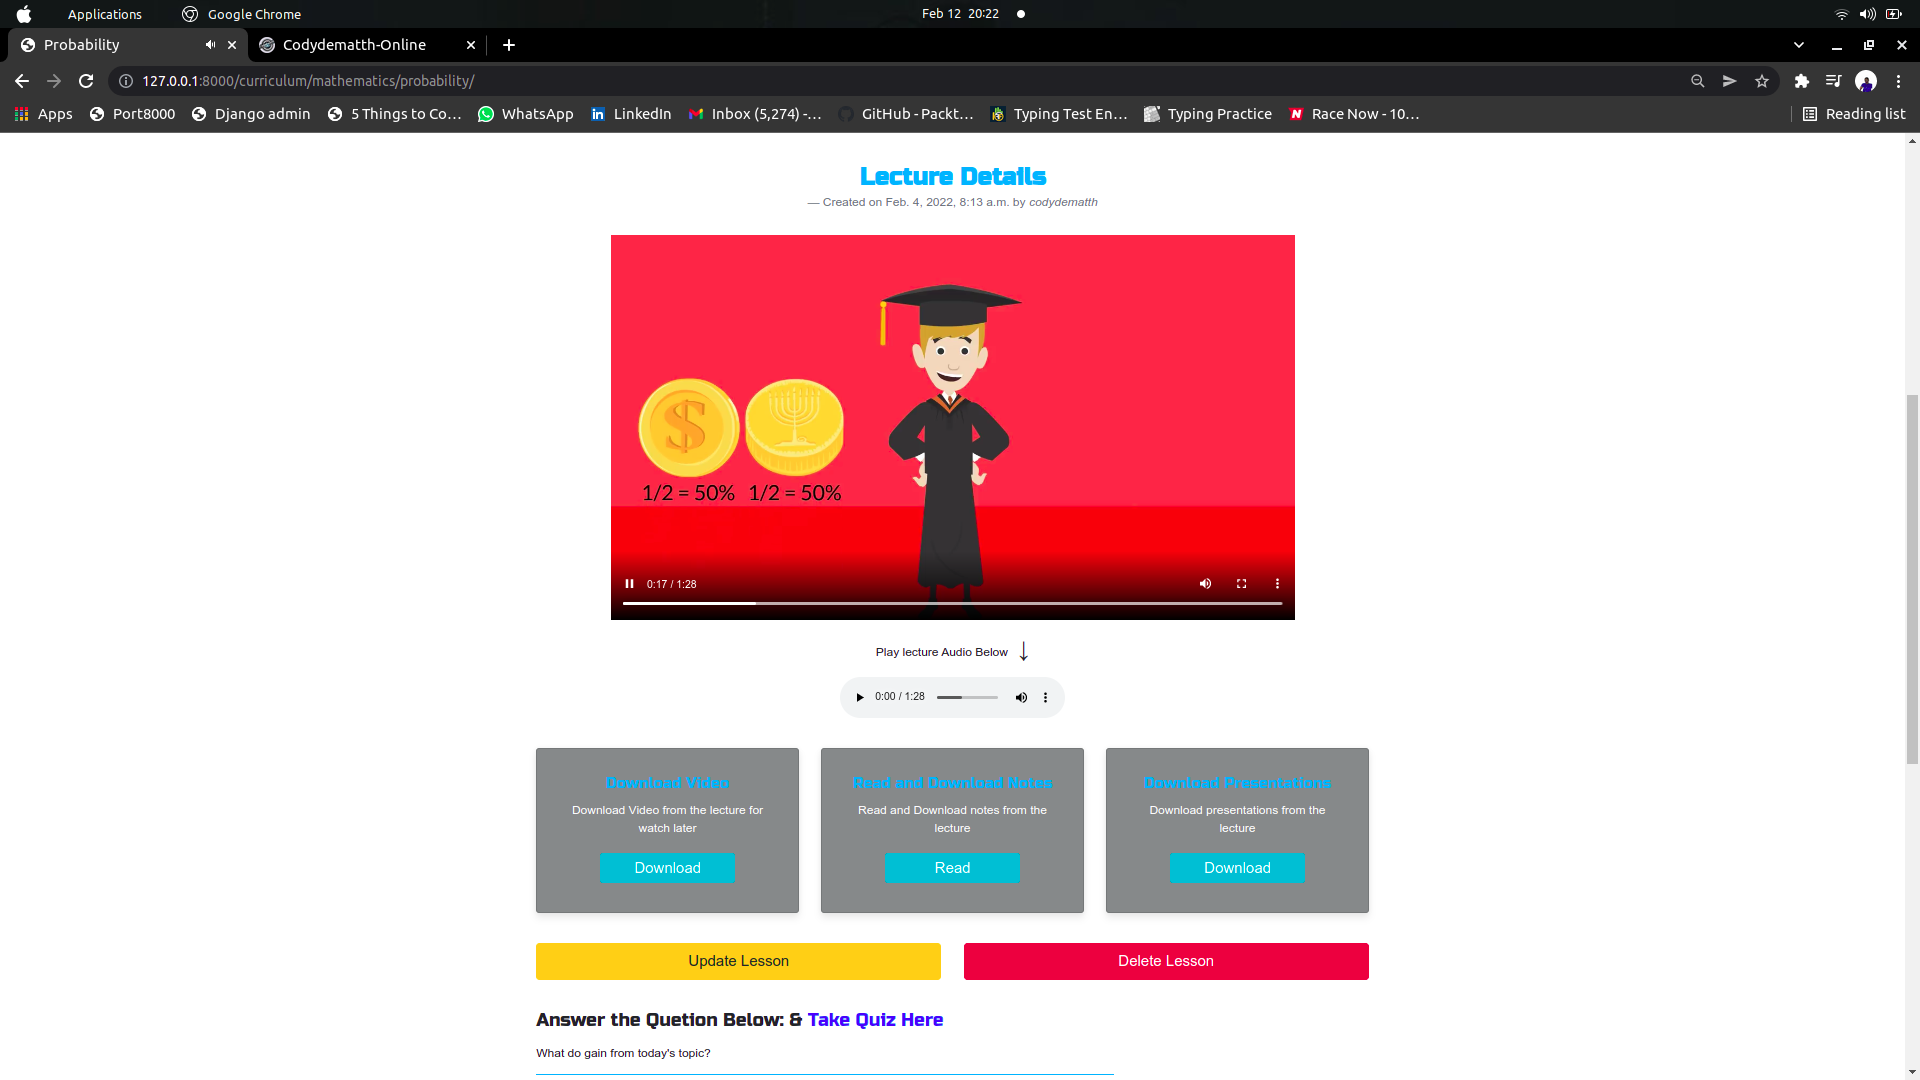 Applications Google Chrome Feb 12 20:22
Probability Codydematth-Online
127.0.0.1:8000/curriculum/mathematics/probability/
Apps Port8000 Django admin 5 Things to Co… WhatsApp LinkedIn Inbox (5,274) -… GitHub - Packt… Typing Test En… Typing Practice Race Now - 10… Reading list
Lecture Details
— Created on Feb. 4, 2022, 8:13 a.m. by codydematth
$
1/2 = 50% 1/2 = 50%
0:17 / 1:28
Play lecture Audio Below ↓
0:00 / 1:28
Download Video Read and Download Notes Download Presentations
Download Video from the lecture for Read and Download notes from the Download presentations from the
watch later lecture lecture
Download Read Download
Update Lesson Delete Lesson
Answer the Quetion Below: & Take Quiz Here
What do gain from today's topic?